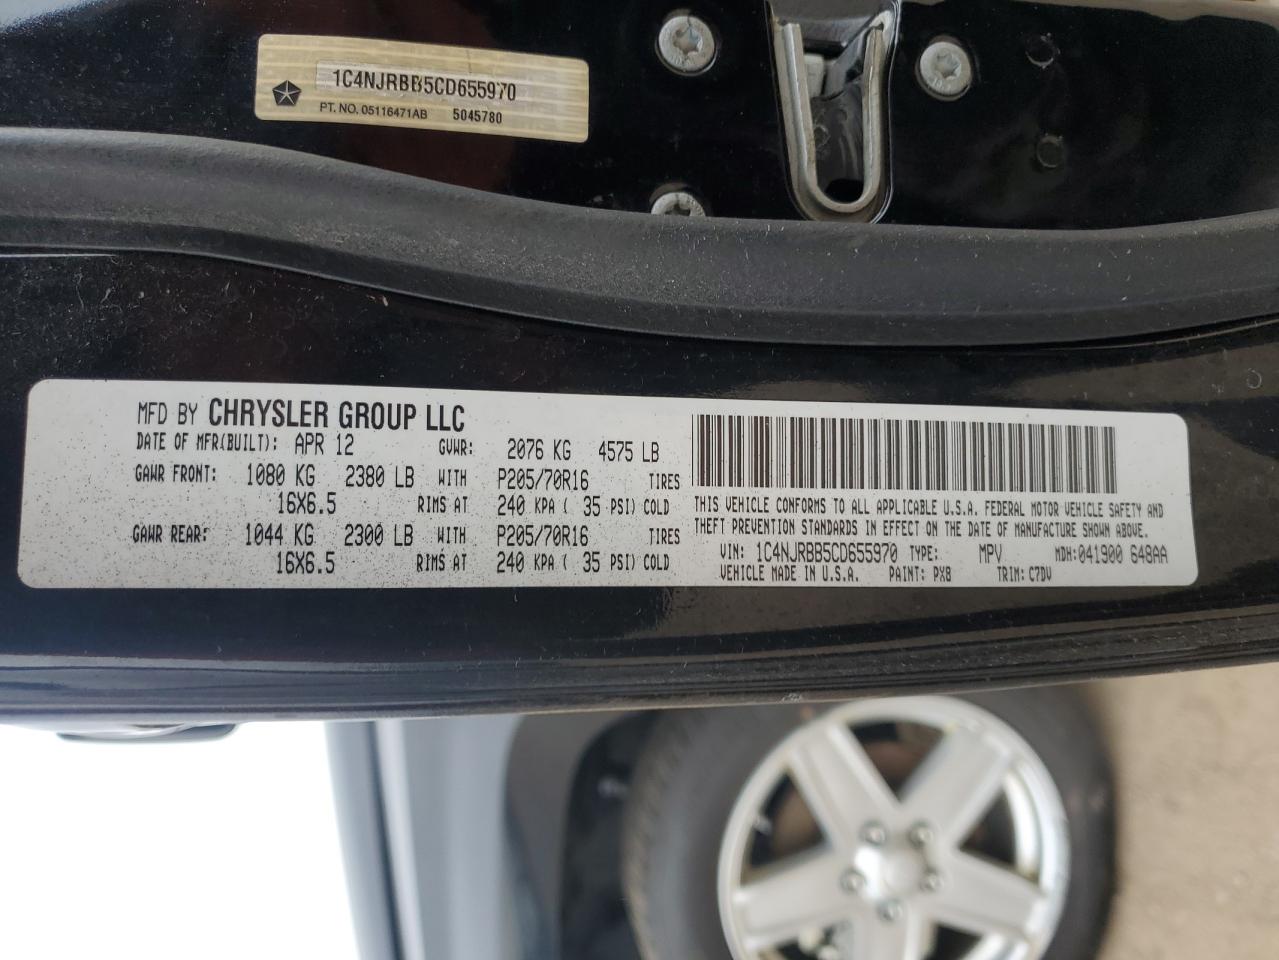 1C4NJRBB5CD655970
PT. NO. 05116471AB 5045780
MFD BY CHRYSLER GROUP LLC
DATE OF MFR(BUILT): APR 12 GVWR: 2076 KG 4575 LB
GAWR FRONT: 1080 KG 2380 LB WITH P205/70R16 TIRES
16X6.5 RIMS AT 240 KPA ( 35 PSI) COLD
GAWR REAR: 1044 KG 2300 LB WITH P205/70R16 TIRES
16X6.5 RIMS AT 240 KPA ( 35 PSI) COLD
THIS VEHICLE CONFORMS TO ALL APPLICABLE U.S.A. FEDERAL MOTOR VEHICLE SAFETY AND
THEFT PREVENTION STANDARDS IN EFFECT ON THE DATE OF MANUFACTURE SHOWN ABOVE.
VIN: 1C4NJRBB5CD655970 TYPE: MPV MDH: 041900 648AA
VEHICLE MADE IN U.S.A. PAINT: PX8 TRIM: C7DV